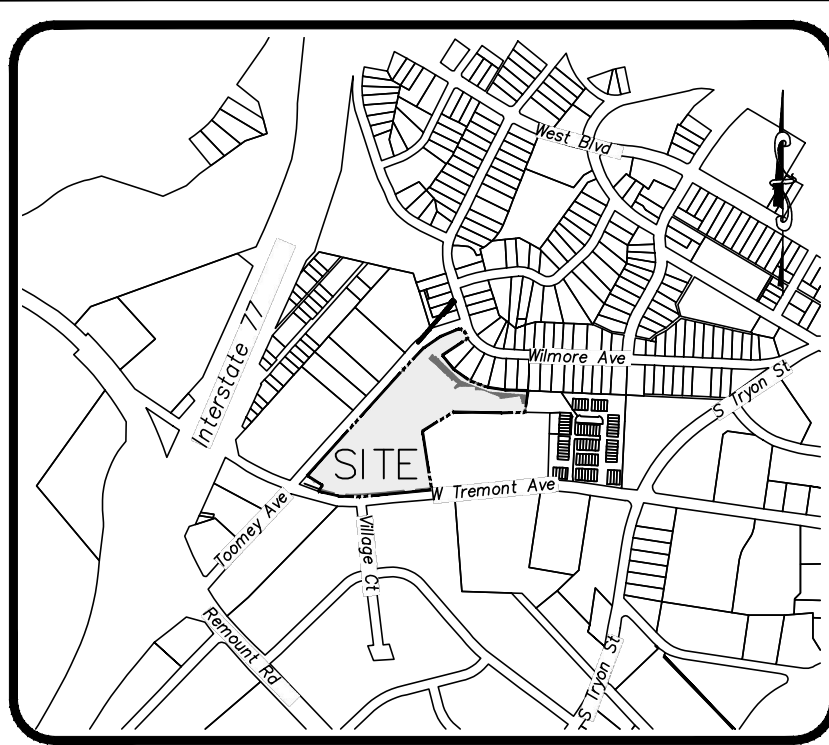 West Blvd
Interstate 77
Wilmore Ave
S Tryon St
SITE
W Tremont Ave
Toomey Ave
Village Ct
Remount Rd
S Tryon St